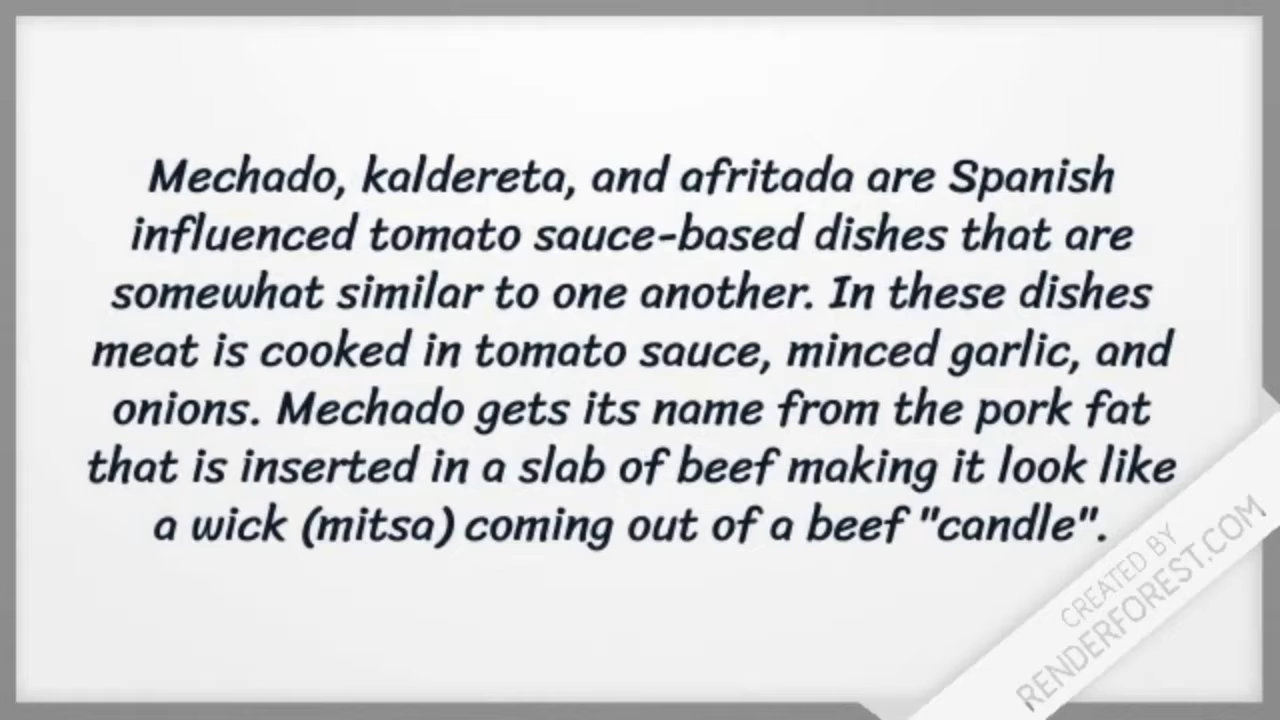 Mechado, kaldereta, and afritada are Spanish
influenced tomato sauce-based dishes that are
somewhat similar to one another. In these dishes
meat is cooked in tomato sauce, minced garlic, and
onions. Mechado gets its name from the pork fat
that is inserted in a slab of beef making it look like
a wick (mitsa) coming out of a beef "candle".
CREATED BY
RENDERFOREST.COM